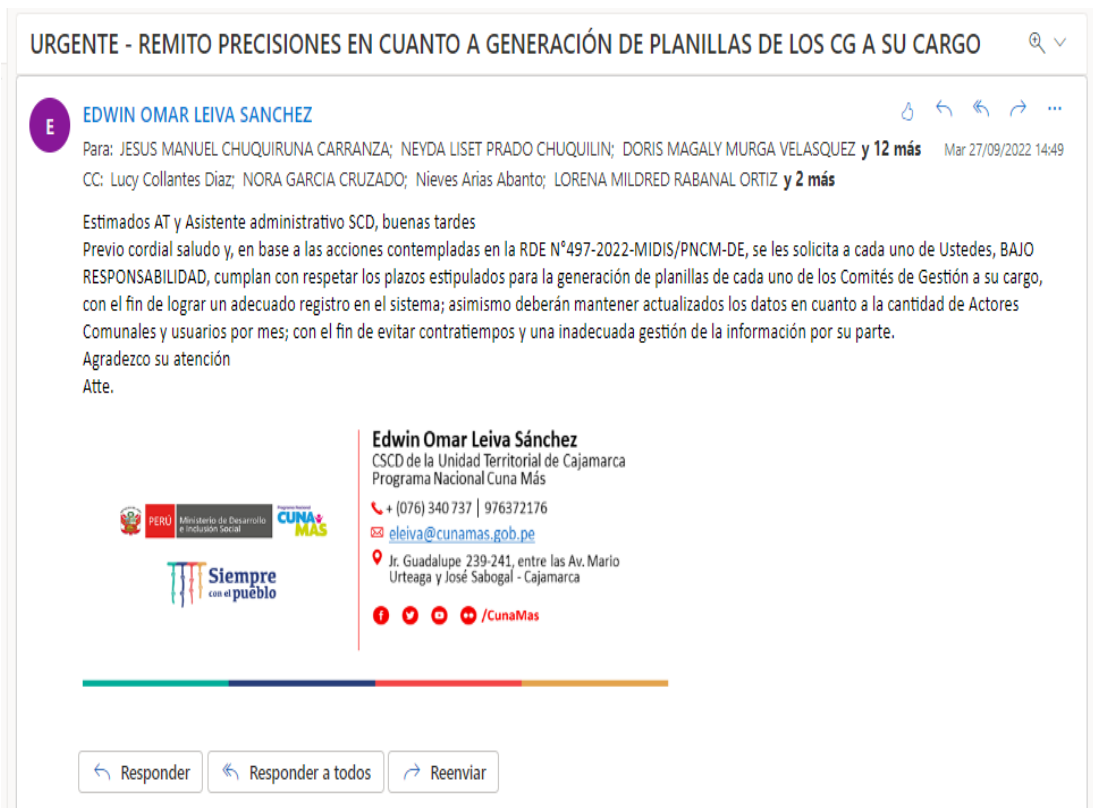 URGENTE - REMITO PRECISIONES EN CUANTO A GENERACIÓN DE PLANILLAS DE LOS CG A SU CARGO
E
EDWIN OMAR LEIVA SANCHEZ
Para: JESUS MANUEL CHUQUIRUNA CARRANZA; NEYDA LISET PRADO CHUQUILIN; DORIS MAGALY MURGA VELASQUEZ y 12 más Mar 27/09/2022 14:49
CC: Lucy Collantes Diaz; NORA GARCIA CRUZADO; Nieves Arias Abanto; LORENA MILDRED RABANAL ORTIZ y 2 más
Estimados AT y Asistente administrativo SCD, buenas tardes
Previo cordial saludo y, en base a las acciones contempladas en la RDE N°497-2022-MIDIS/PNCM-DE, se les solicita a cada uno de Ustedes, BAJO
RESPONSABILIDAD, cumplan con respetar los plazos estipulados para la generación de planillas de cada uno de los Comités de Gestión a su cargo,
con el fin de lograr un adecuado registro en el sistema; asimismo deberán mantener actualizados los datos en cuanto a la cantidad de Actores
Comunales y usuarios por mes; con el fin de evitar contratiempos y una inadecuada gestión de la información por su parte.
Agradezco su atención
Atte.
Edwin Omar Leiva Sánchez
CSCD de la Unidad Territorial de Cajamarca
Programa Nacional Cuna Más
+ (076) 340 737 | 976372176
eleiva@cunamas.gob.pe
Jr. Guadalupe 239-241, entre las Av. Mario
Urteaga y José Sabogal - Cajamarca
/CunaMas
PERÚ
Ministerio de Desarrollo
e Inclusión Social
Programa Nacional
CUNA
MÁS
Siempre
con el pueblo
Responder
Responder a todos
Reenviar